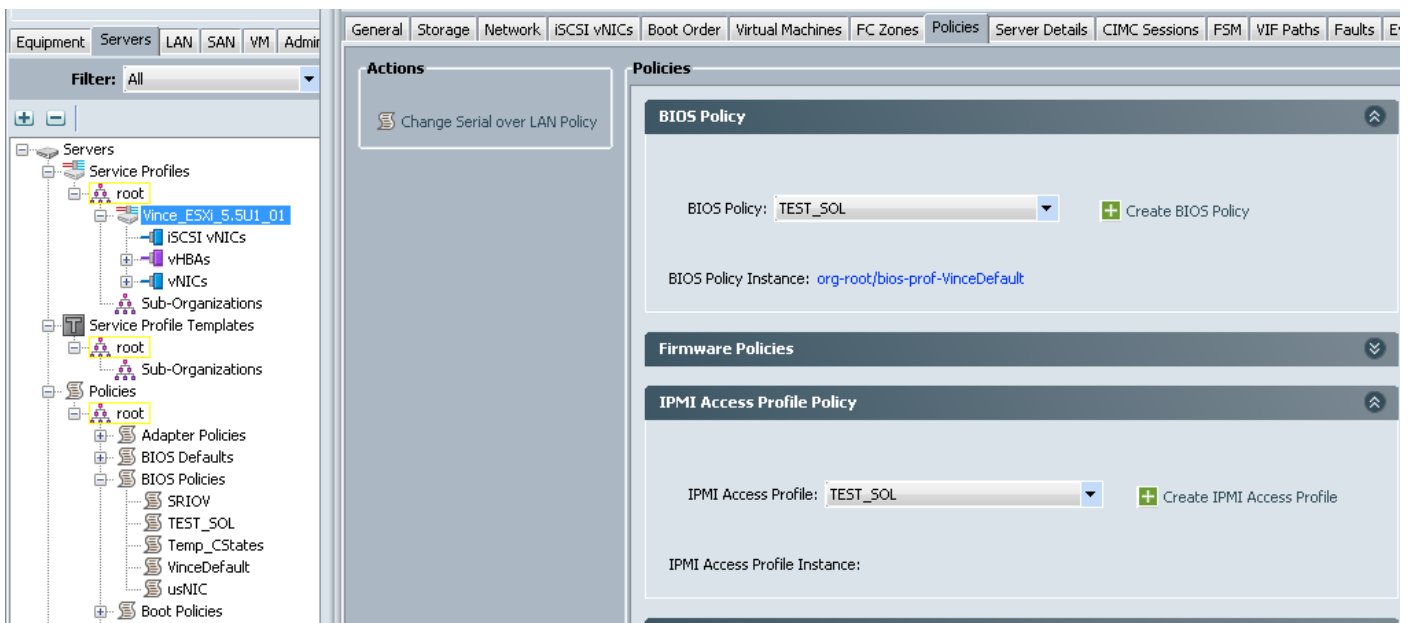 Equipment Servers LAN SAN VM Admin
Filter: All
Servers
Service Profiles
root
Vince_ESXi_5.5U1_01
iSCSI vNICs
vHBAs
vNICs
Sub-Organizations
Service Profile Templates
root
Sub-Organizations
Policies
root
Adapter Policies
BIOS Defaults
BIOS Policies
SRIOV
TEST_SOL
Temp_CStates
VinceDefault
usNIC
Boot Policies
General Storage Network iSCSI vNICs Boot Order Virtual Machines FC Zones Policies Server Details CIMC Sessions FSM VIF Paths Faults
Actions
Change Serial over LAN Policy
Policies
BIOS Policy
BIOS Policy: TEST_SOL Create BIOS Policy
BIOS Policy Instance: org-root/bios-prof-VinceDefault
Firmware Policies
IPMI Access Profile Policy
IPMI Access Profile: TEST_SOL Create IPMI Access Profile
IPMI Access Profile Instance: